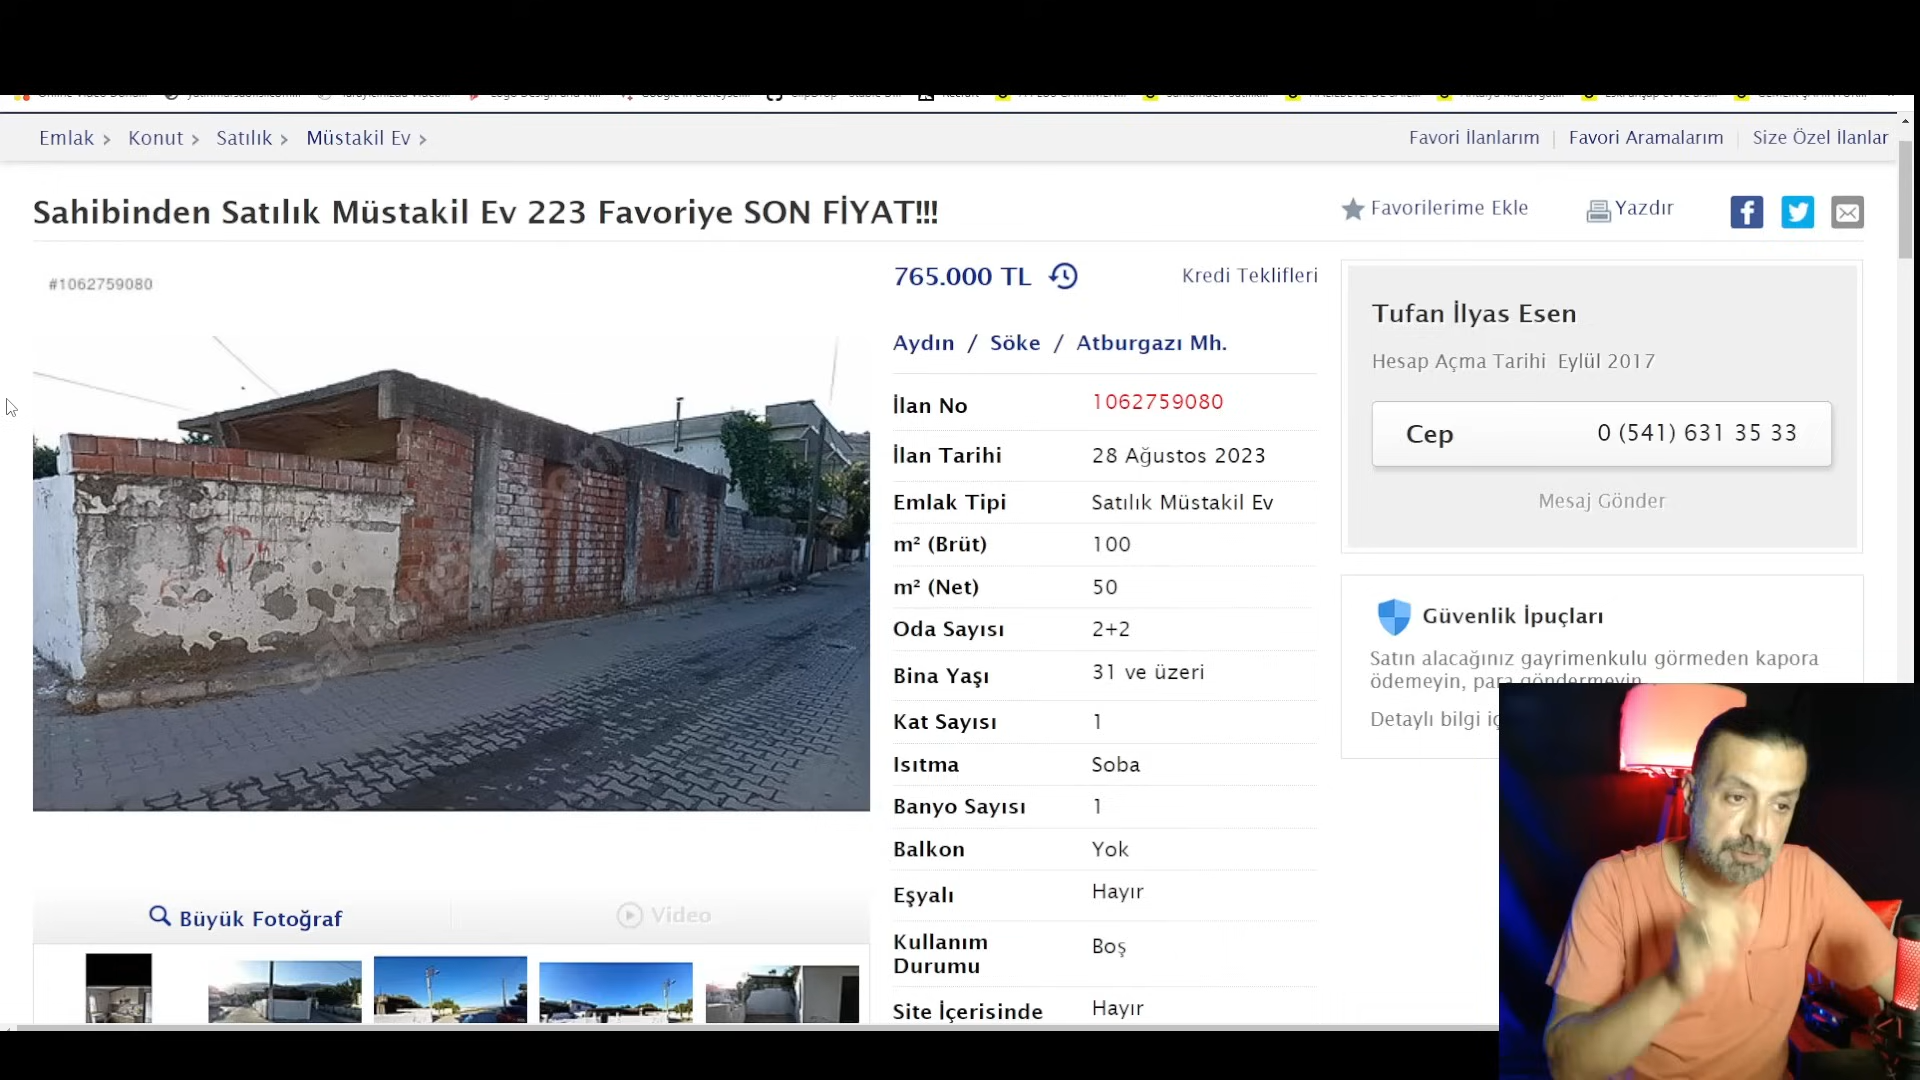 Emlak > Konut > Satılık > Müstakil Ev >
Favori İlanlarım | Favori Aramalarım | Size Özel İlanlar
Sahibinden Satılık Müstakil Ev 223 Favoriye SON FİYAT!!!
Favorilerime Ekle
Yazdır
#1062759080
765.000 TL
Kredi Teklifleri
Aydın / Söke / Atburgazı Mh.
İlan No 1062759080
İlan Tarihi 28 Ağustos 2023
Emlak Tipi Satılık Müstakil Ev
m² (Brüt) 100
m² (Net) 50
Oda Sayısı 2+2
Bina Yaşı 31 ve üzeri
Kat Sayısı 1
Isıtma Soba
Banyo Sayısı 1
Balkon Yok
Eşyalı Hayır
Kullanım
Durumu Boş
Site İçerisinde Hayır
Büyük Fotoğraf
Video
Tufan İlyas Esen
Hesap Açma Tarihi Eylül 2017
Cep 0 (541) 631 35 33
Mesaj Gönder
Güvenlik İpuçları
Satın alacağınız gayrimenkulu görmeden kapora
ödemeyin, para göndermeyin
Detaylı bilgi